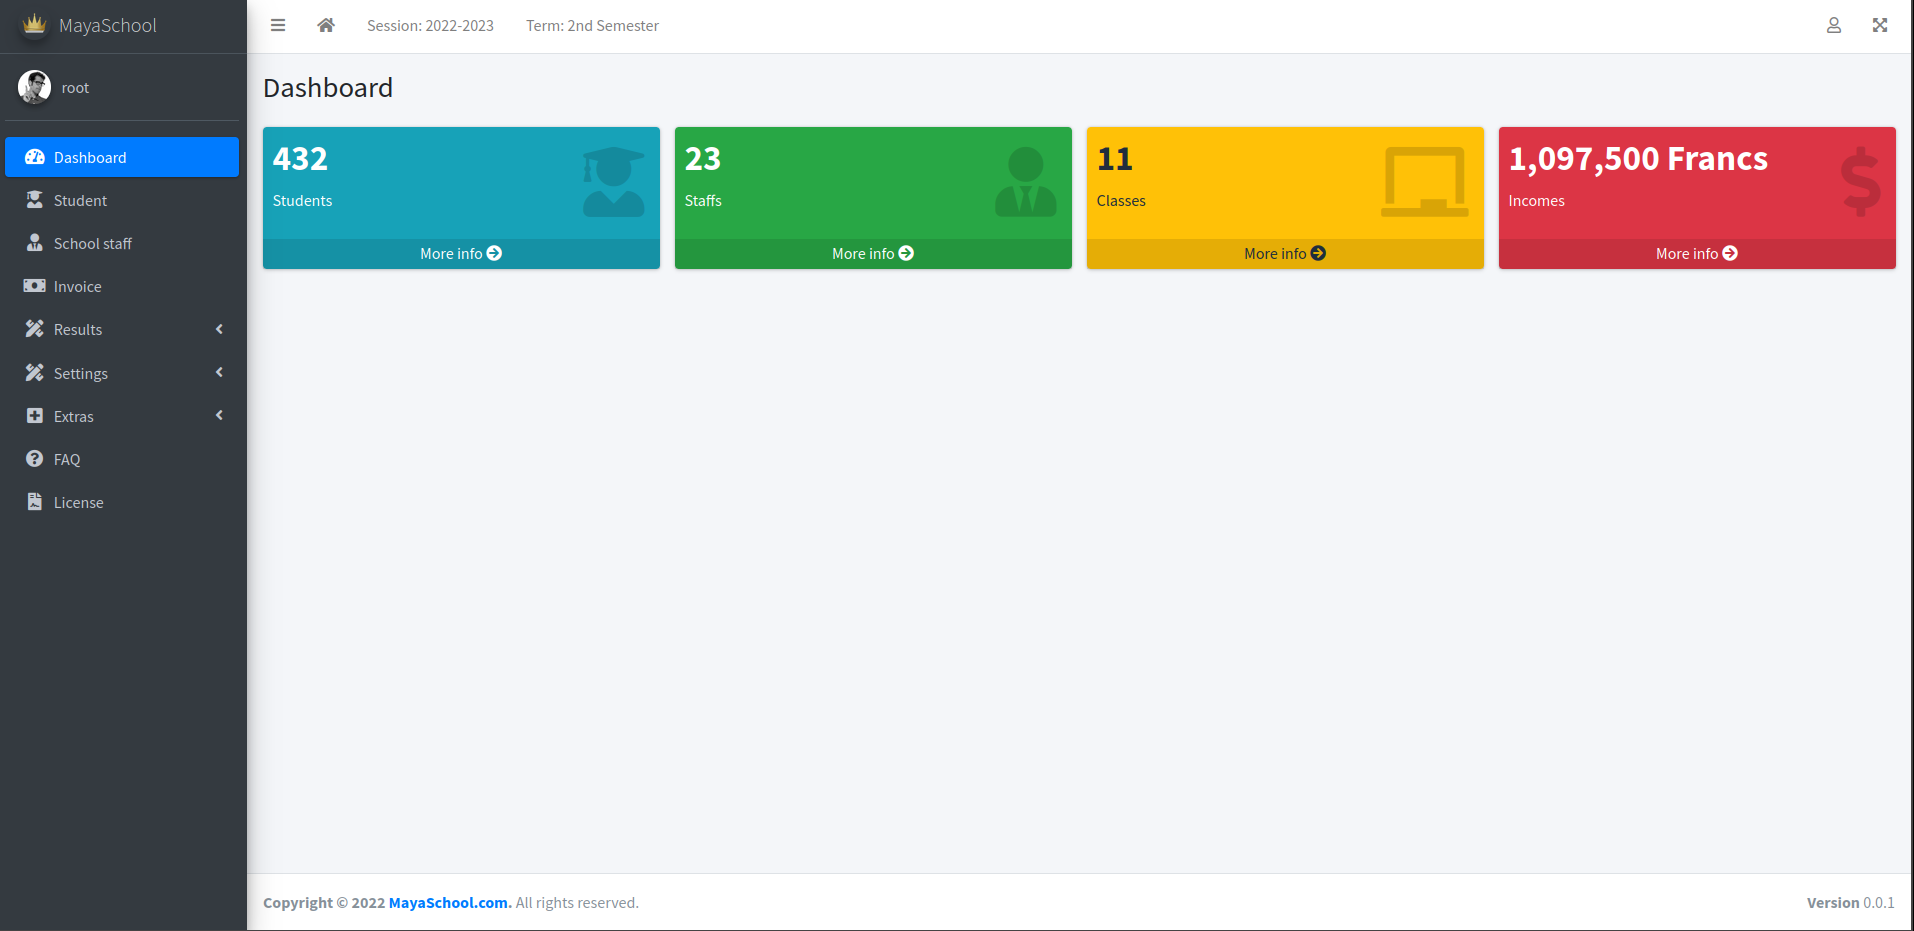 MayaSchool
root
Dashboard
Student
School staff
Invoice
Results
Settings
Extras
FAQ
License
Session: 2022-2023 Term: 2nd Semester
Dashboard
432
Students
More info
23
Staffs
More info
11
Classes
More info
1,097,500 Francs
Incomes
More info
Copyright © 2022 MayaSchool.com. All rights reserved.
Version 0.0.1